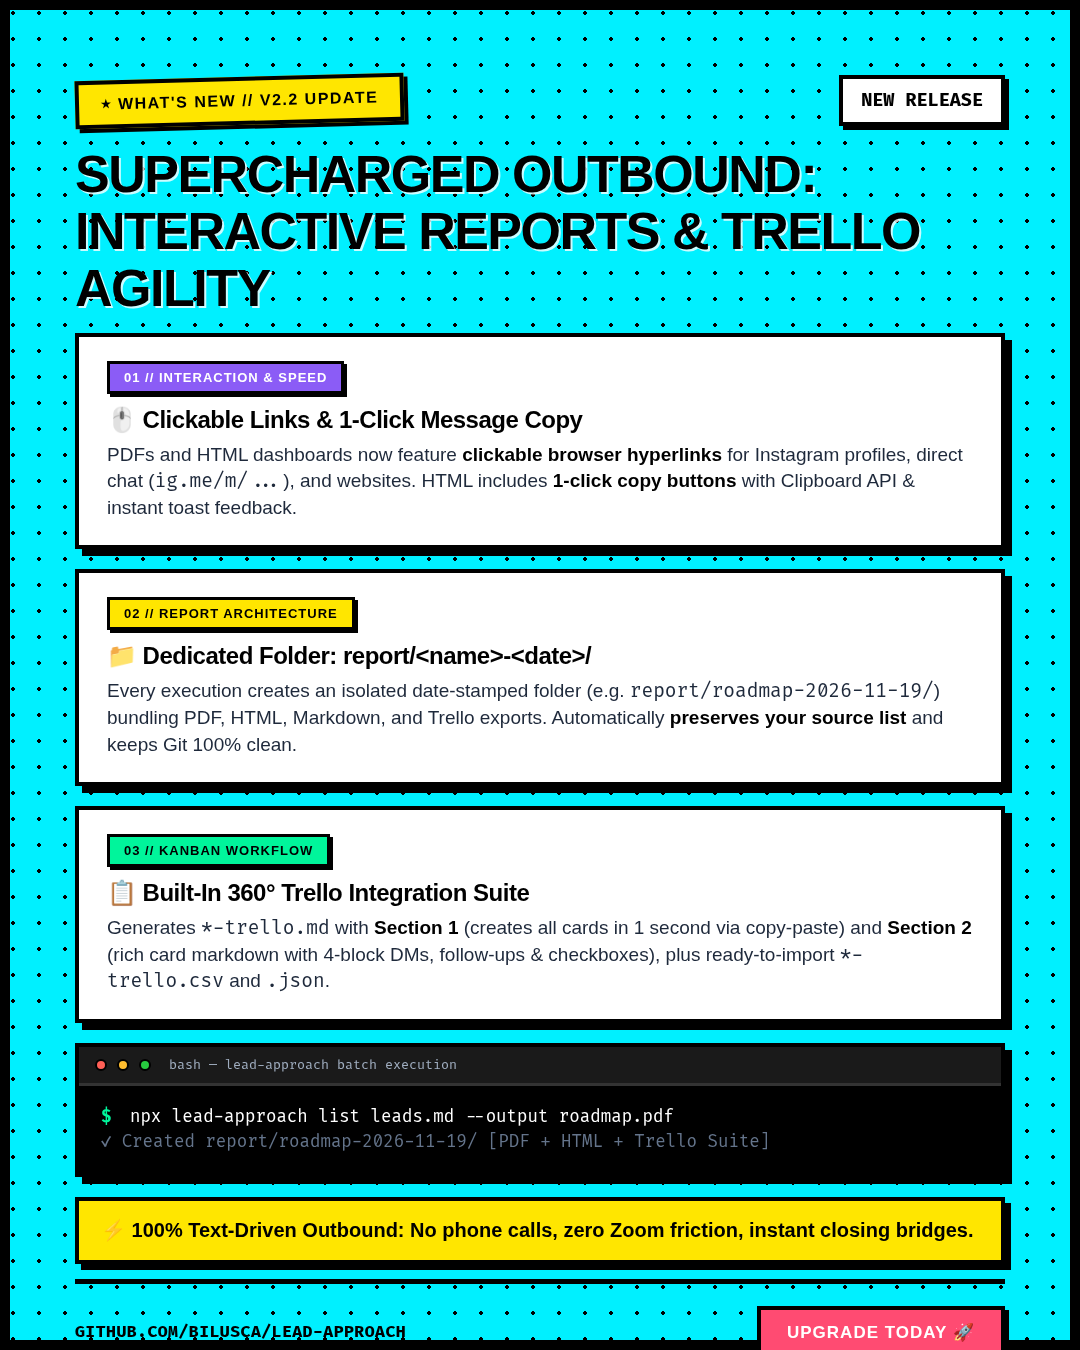 ★ WHAT'S NEW // V2.2 UPDATE
NEW RELEASE
SUPERCHARGED OUTBOUND:
INTERACTIVE REPORTS & TRELLO
AGILITY
01 // INTERACTION & SPEED
🖱️ Clickable Links & 1-Click Message Copy
PDFs and HTML dashboards now feature clickable browser hyperlinks for Instagram profiles, direct
chat (ig.me/m/...), and websites. HTML includes 1-click copy buttons with Clipboard API &
instant toast feedback.
02 // REPORT ARCHITECTURE
📁 Dedicated Folder: report/<name>-<date>/
Every execution creates an isolated date-stamped folder (e.g. report/roadmap-2026-11-19/)
bundling PDF, HTML, Markdown, and Trello exports. Automatically preserves your source list and
keeps Git 100% clean.
03 // KANBAN WORKFLOW
📋 Built-In 360° Trello Integration Suite
Generates *-trello.md with Section 1 (creates all cards in 1 second via copy-paste) and Section 2
(rich card markdown with 4-block DMs, follow-ups & checkboxes), plus ready-to-import *-
trello.csv and .json.
bash — lead-approach batch execution
$ npx lead-approach list leads.md --output roadmap.pdf
✓ Created report/roadmap-2026-11-19/ [PDF + HTML + Trello Suite]
⚡ 100% Text-Driven Outbound: No phone calls, zero Zoom friction, instant closing bridges.
GITHUB.COM/BILUSCA/LEAD-APPROACH
UPGRADE TODAY 🚀